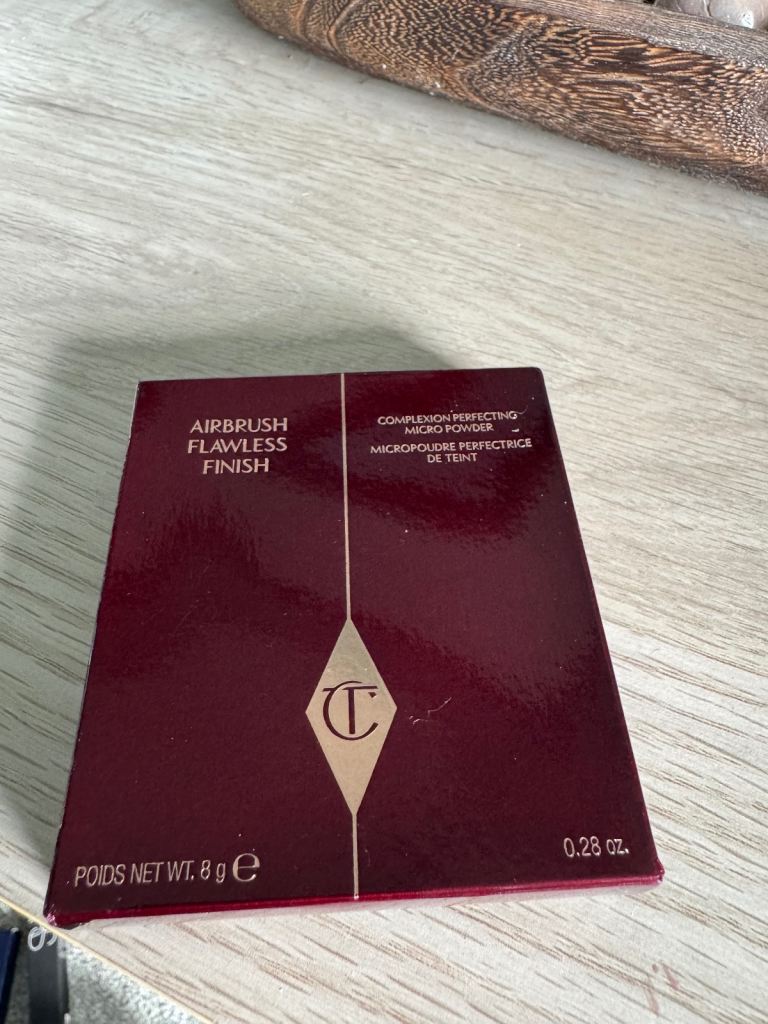 AIRBRUSH
FLAWLESS
FINISH
COMPLEXION PERFECTING
MICRO POWDER
MICROPOUDRE PERFECTRICE
DE TEINT
CT
POIDS NET WT. 8 g ℮
0.28 oz.